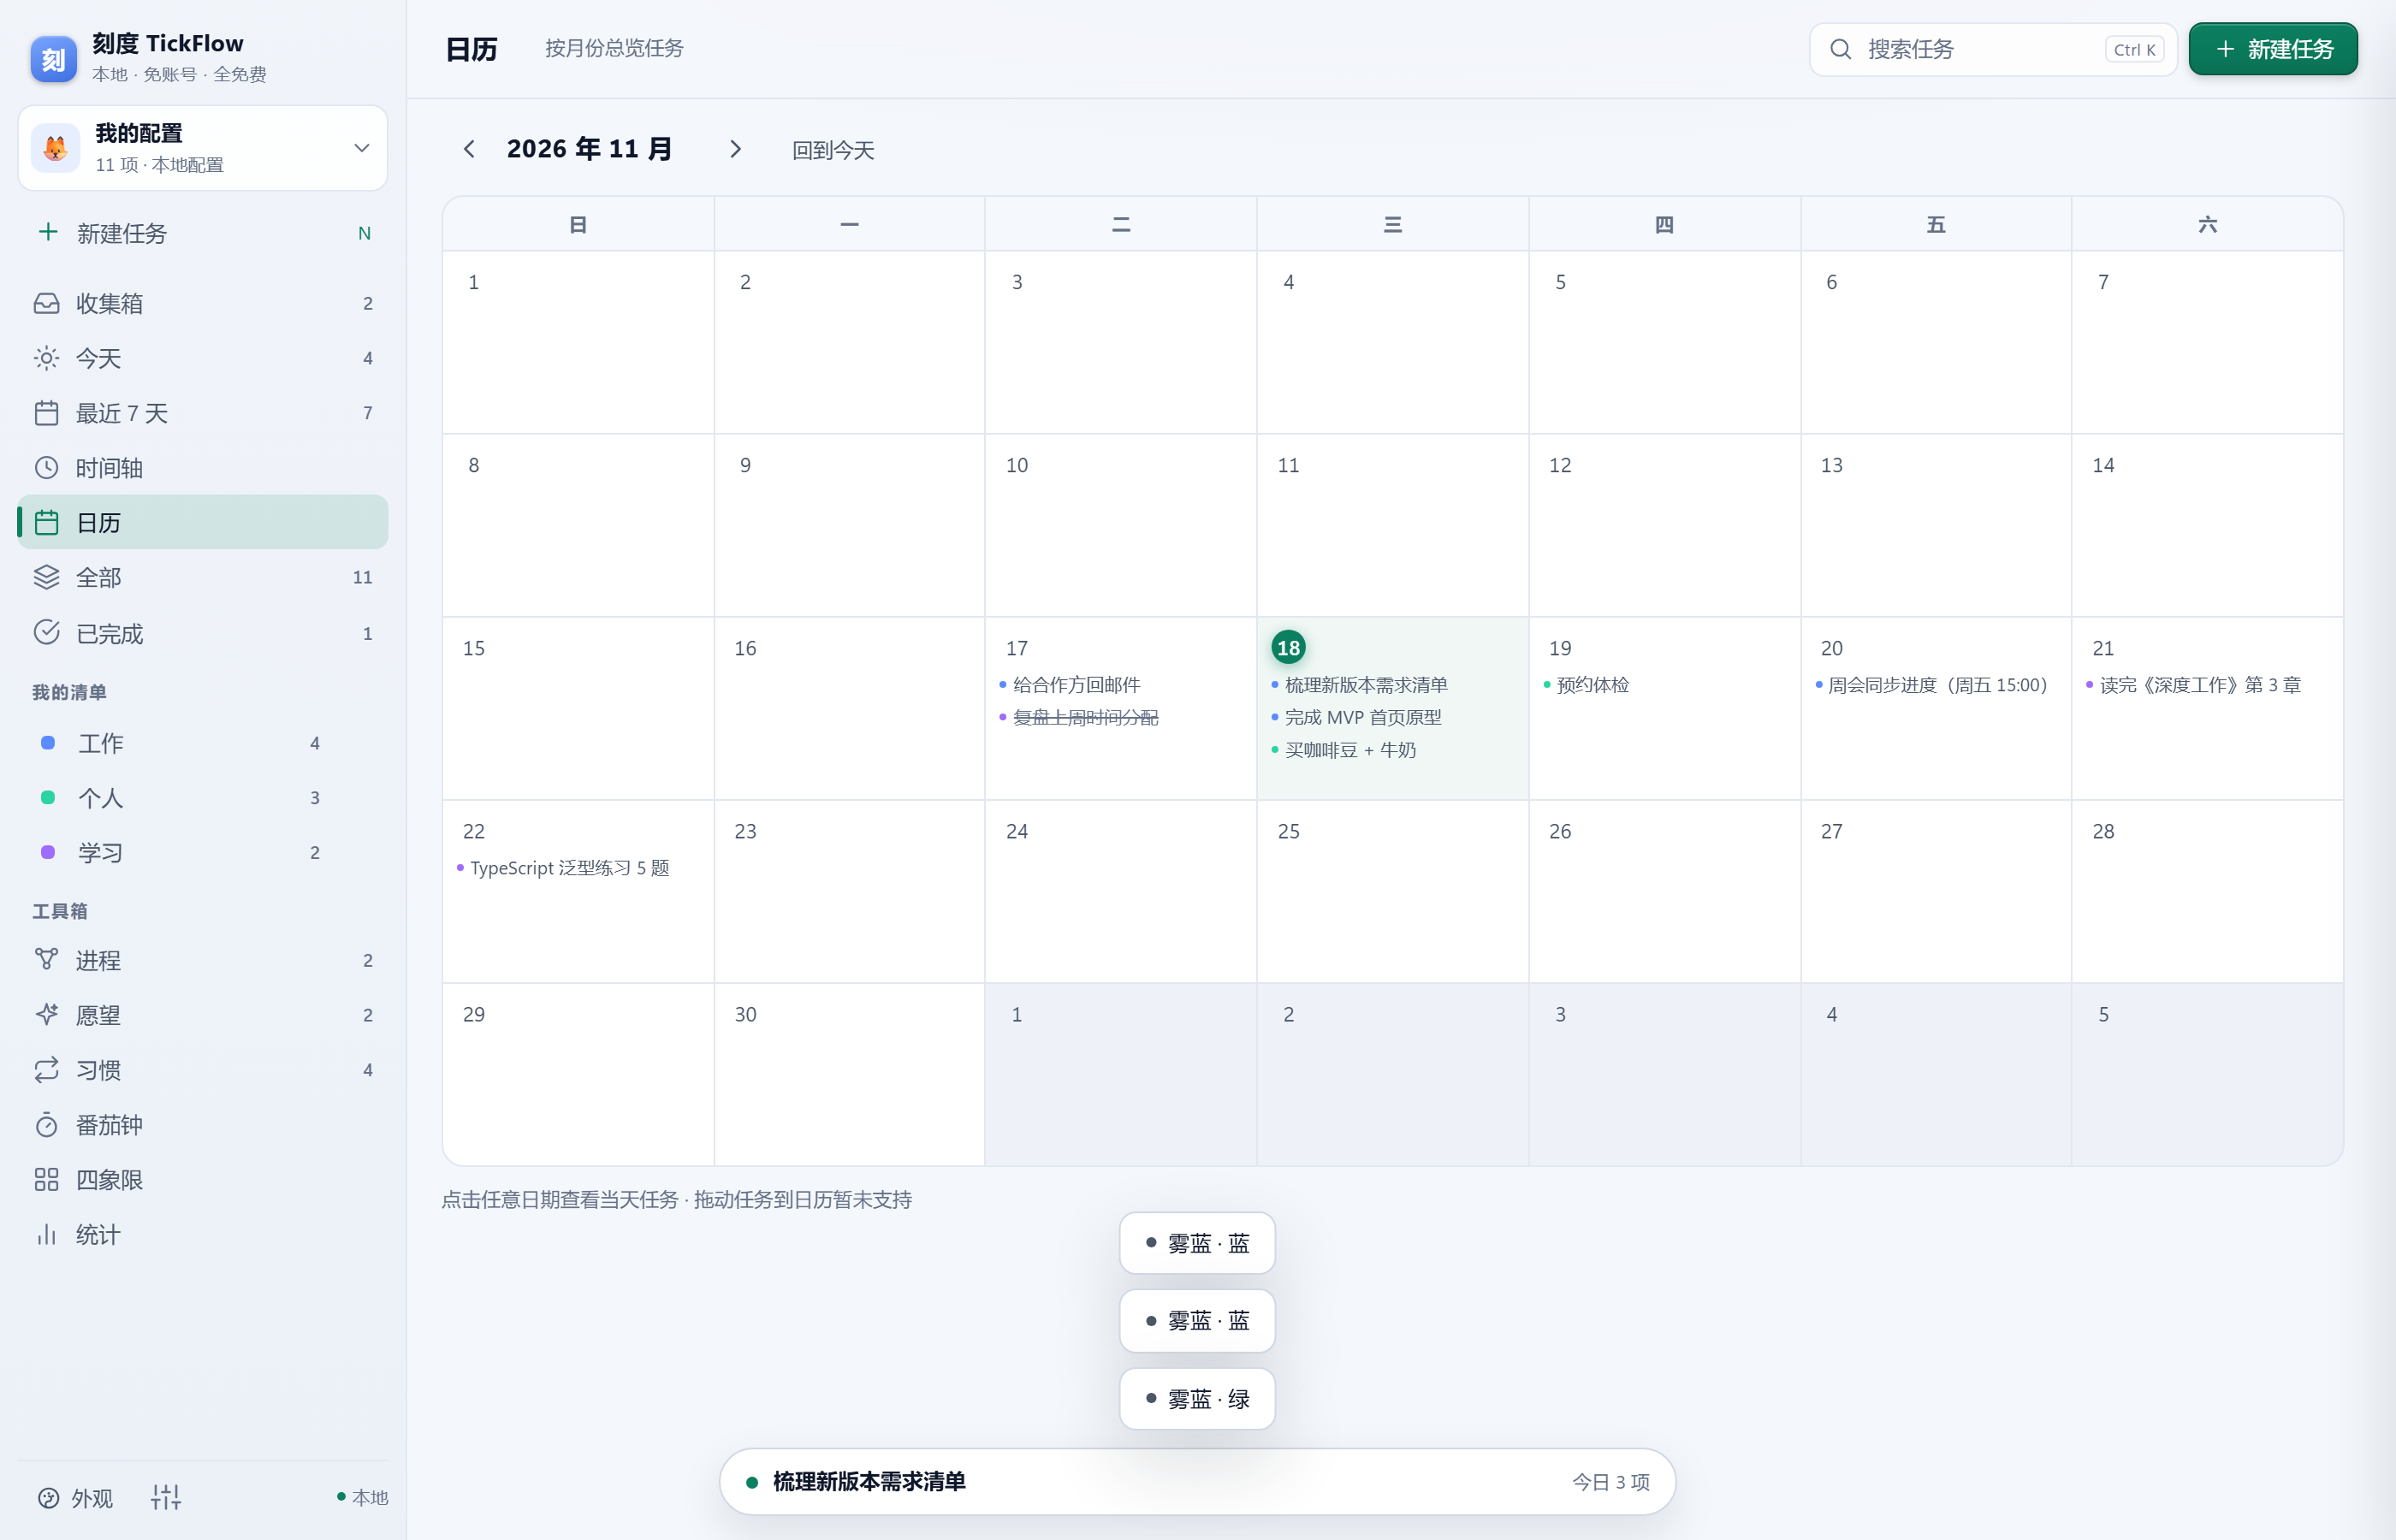 刻
刻度 TickFlow
本地 · 免账号 · 全免费
我的配置
11 项 · 本地配置
新建任务 N
收集箱 2
今天 4
最近 7 天 7
时间轴
日历
全部 11
已完成 1
我的清单
工作 4
个人 3
学习 2
工具箱
进程 2
愿望 2
习惯 4
番茄钟
四象限
统计
外观
本地
日历
按月份总览任务
搜索任务 Ctrl K
新建任务
2026 年 11 月
回到今天
日 一 二 三 四 五 六
1 2 3 4 5 6 7
8 9 10 11 12 13 14
15 16 17 18 19 20 21
给合作方回邮件
复盘上周时间分配
梳理新版本需求清单
完成 MVP 首页原型
买咖啡豆 + 牛奶
预约体检
周会同步进度（周五 15:00）
读完《深度工作》第 3 章
22 23 24 25 26 27 28
TypeScript 泛型练习 5 题
29 30 1 2 3 4 5
点击任意日期查看当天任务 · 拖动任务到日历暂未支持
雾蓝 · 蓝
雾蓝 · 蓝
雾蓝 · 绿
梳理新版本需求清单 今日 3 项